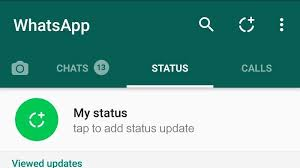 WhatsApp
CHATS 13 STATUS CALLS
My status
tap to add status update
Viewed updates